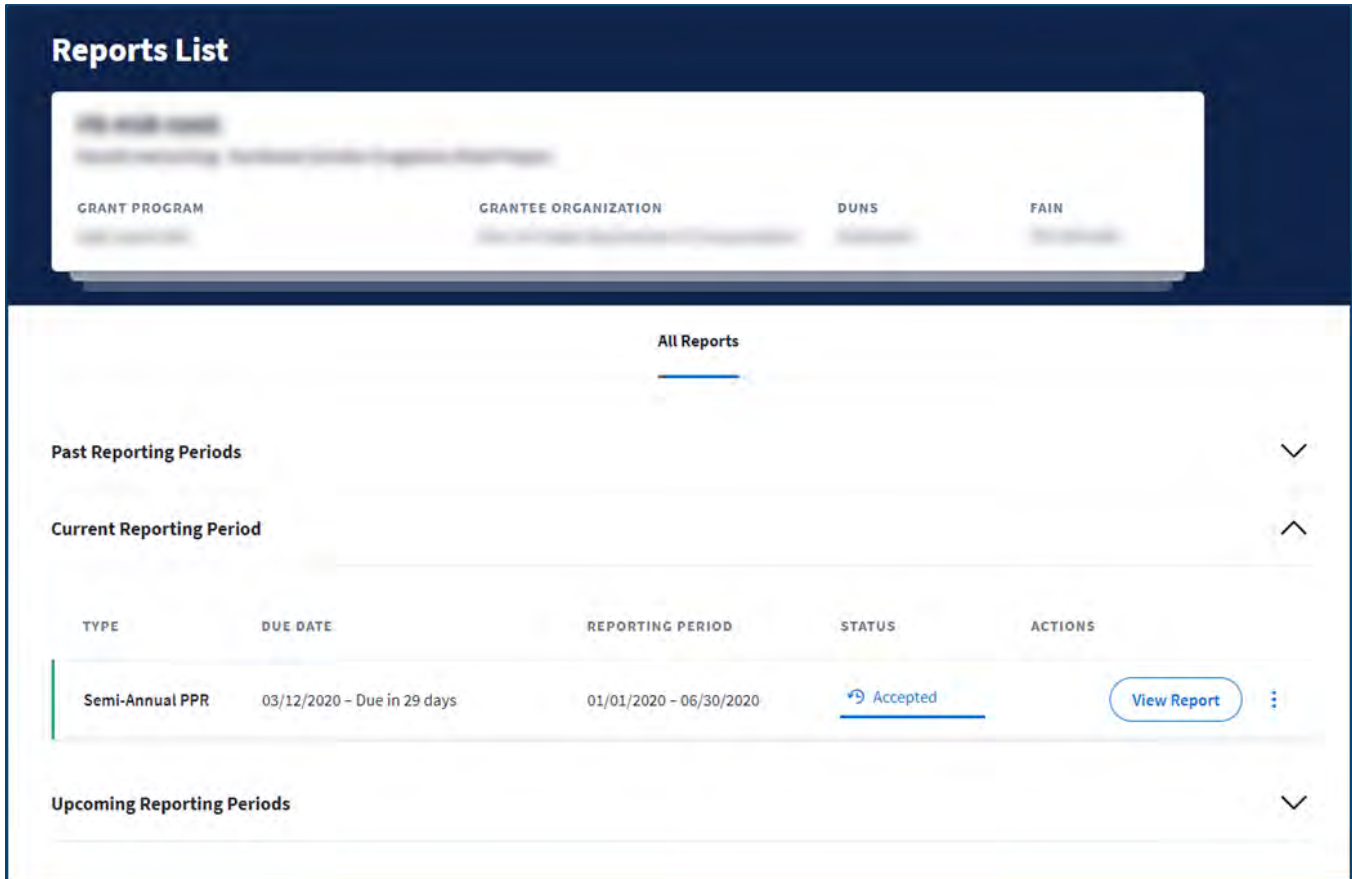 Reports List
GRANT PROGRAM GRANTEE ORGANIZATION DUNS FAIN
All Reports
Past Reporting Periods
Current Reporting Period
TYPE DUE DATE REPORTING PERIOD STATUS ACTIONS
Semi-Annual PPR 03/12/2020 – Due in 29 days 01/01/2020 – 06/30/2020 Accepted View Report
Upcoming Reporting Periods